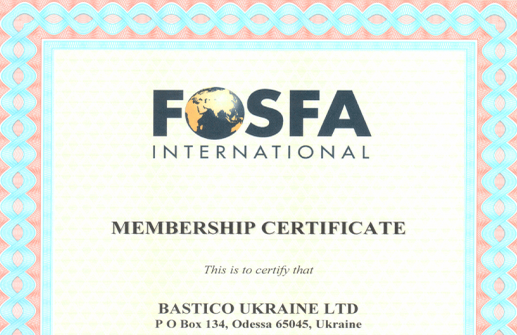 FOSFA
INTERNATIONAL
MEMBERSHIP CERTIFICATE
This is to certify that
BASTICO UKRAINE LTD
P O Box 134, Odessa 65045, Ukraine